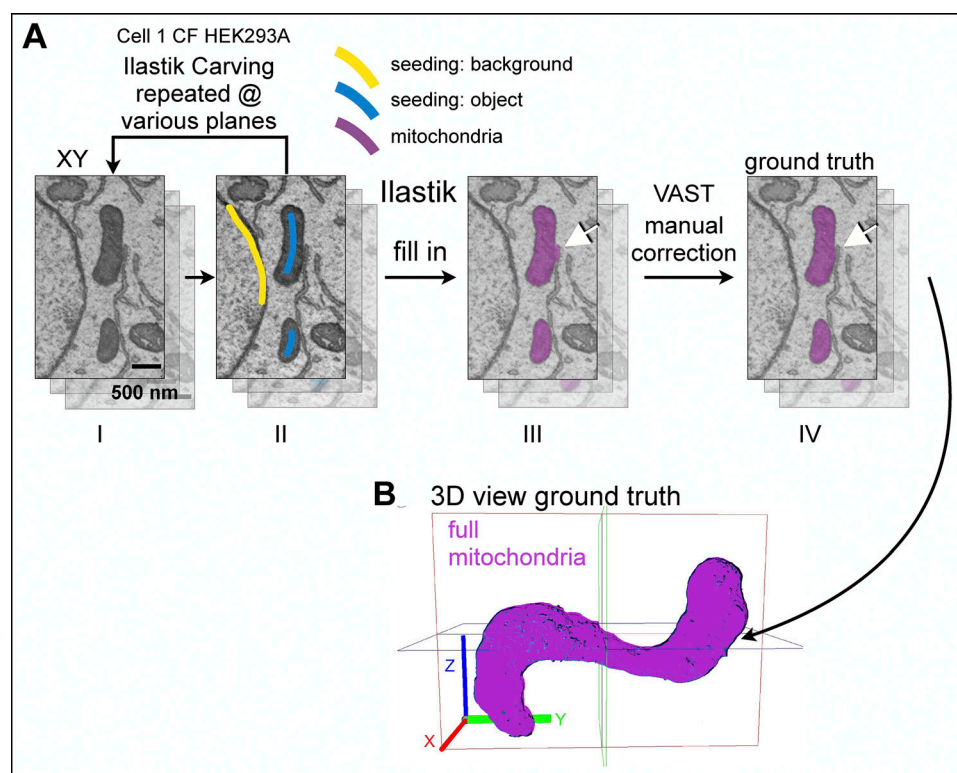 A
Cell 1 CF HEK293A
Ilastik Carving
repeated @
various planes
seeding: background
seeding: object
mitochondria
XY
Ilastik
fill in
VAST
manual
correction
ground truth
500 nm
I
II
III
IV
B
3D view ground truth
full
mitochondria
Z
Y
X